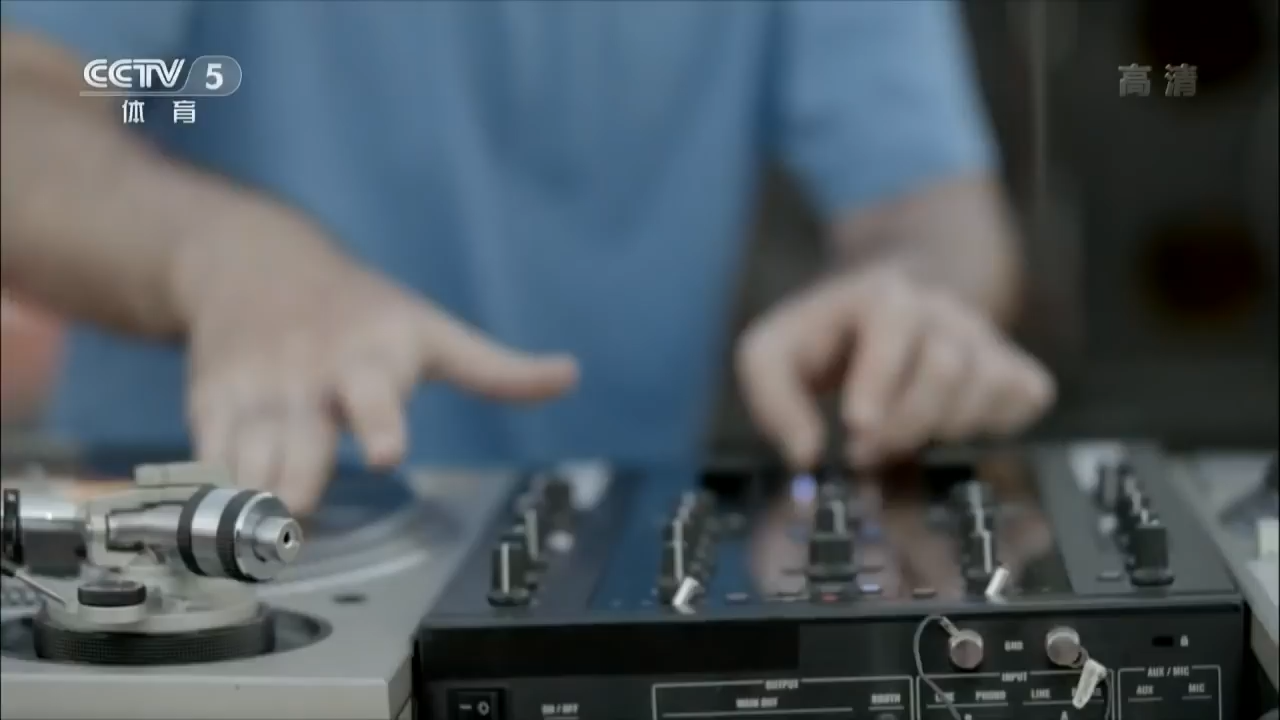 CCTV 5
体育
高清
GND
OUTPUT
MAIN OUT
BOOTH
ON / OFF
INPUT
PHONO
LINE
AUX / MIC
AUX
MIC
A